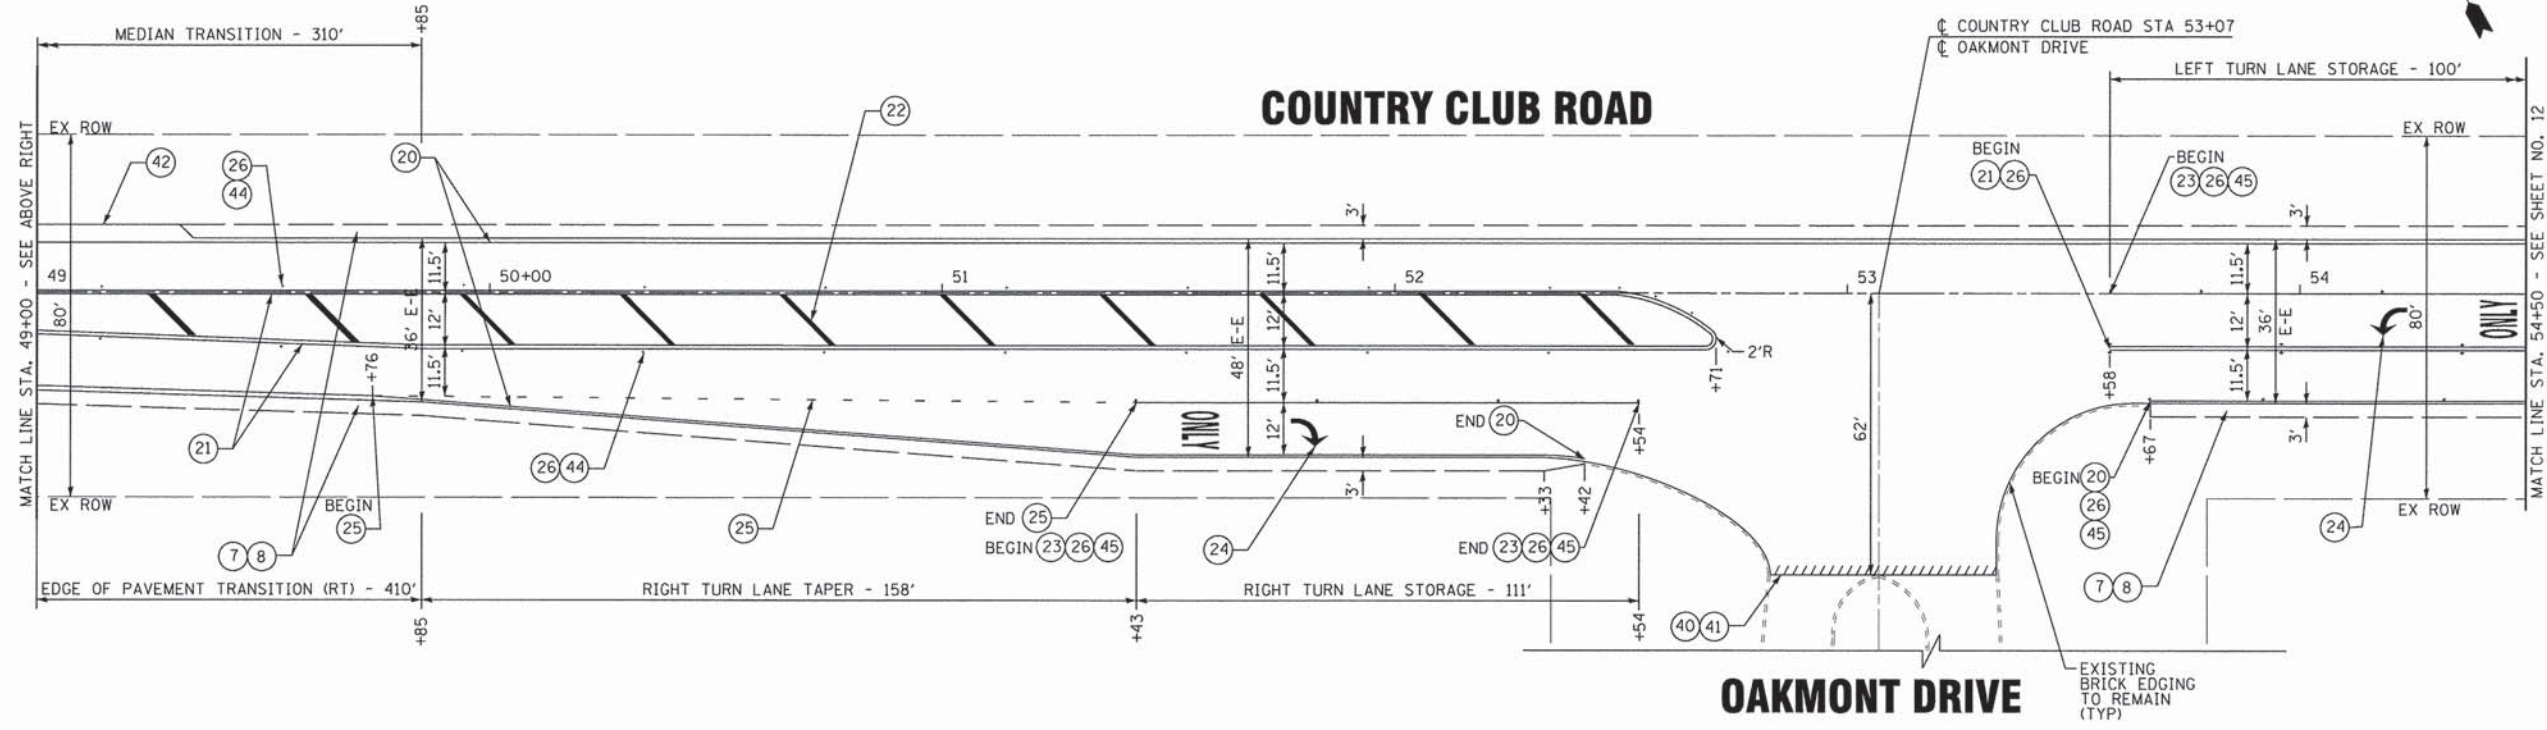 MEDIAN TRANSITION - 310'
+85
℄ COUNTRY CLUB ROAD STA 53+07
℄ OAKMONT DRIVE
LEFT TURN LANE STORAGE - 100'
COUNTRY CLUB ROAD
MATCH LINE STA. 49+00 - SEE ABOVE RIGHT
EX ROW
EX ROW
42
26
44
20
22
BEGIN
21 26
BEGIN
23 26 45
3'
3'
49
50+00
51
52
53
54
80'
11.5'
36' E-E
12'
11.5'
11.5'
E-E
12'
48'
11.5'
12'
11.5'
12'
36'
E-E
11.5'
80'
ONLY
2'R
+71
+58
+76
21
26 44
25
ONLY
END 20
+54
62'
+67
3'
BEGIN 20
26
45
24
EX ROW
EX ROW
BEGIN
25
7 8
25
END 25
BEGIN 23 26 45
24
3'
+33
+42
END 23 26 45
7 8
EDGE OF PAVEMENT TRANSITION (RT) - 410'
RIGHT TURN LANE TAPER - 158'
RIGHT TURN LANE STORAGE - 111'
+85
+43
+54
40 41
EXISTING
BRICK EDGING
TO REMAIN
(TYP)
OAKMONT DRIVE
MATCH LINE STA. 54+50 - SEE SHEET NO. 12